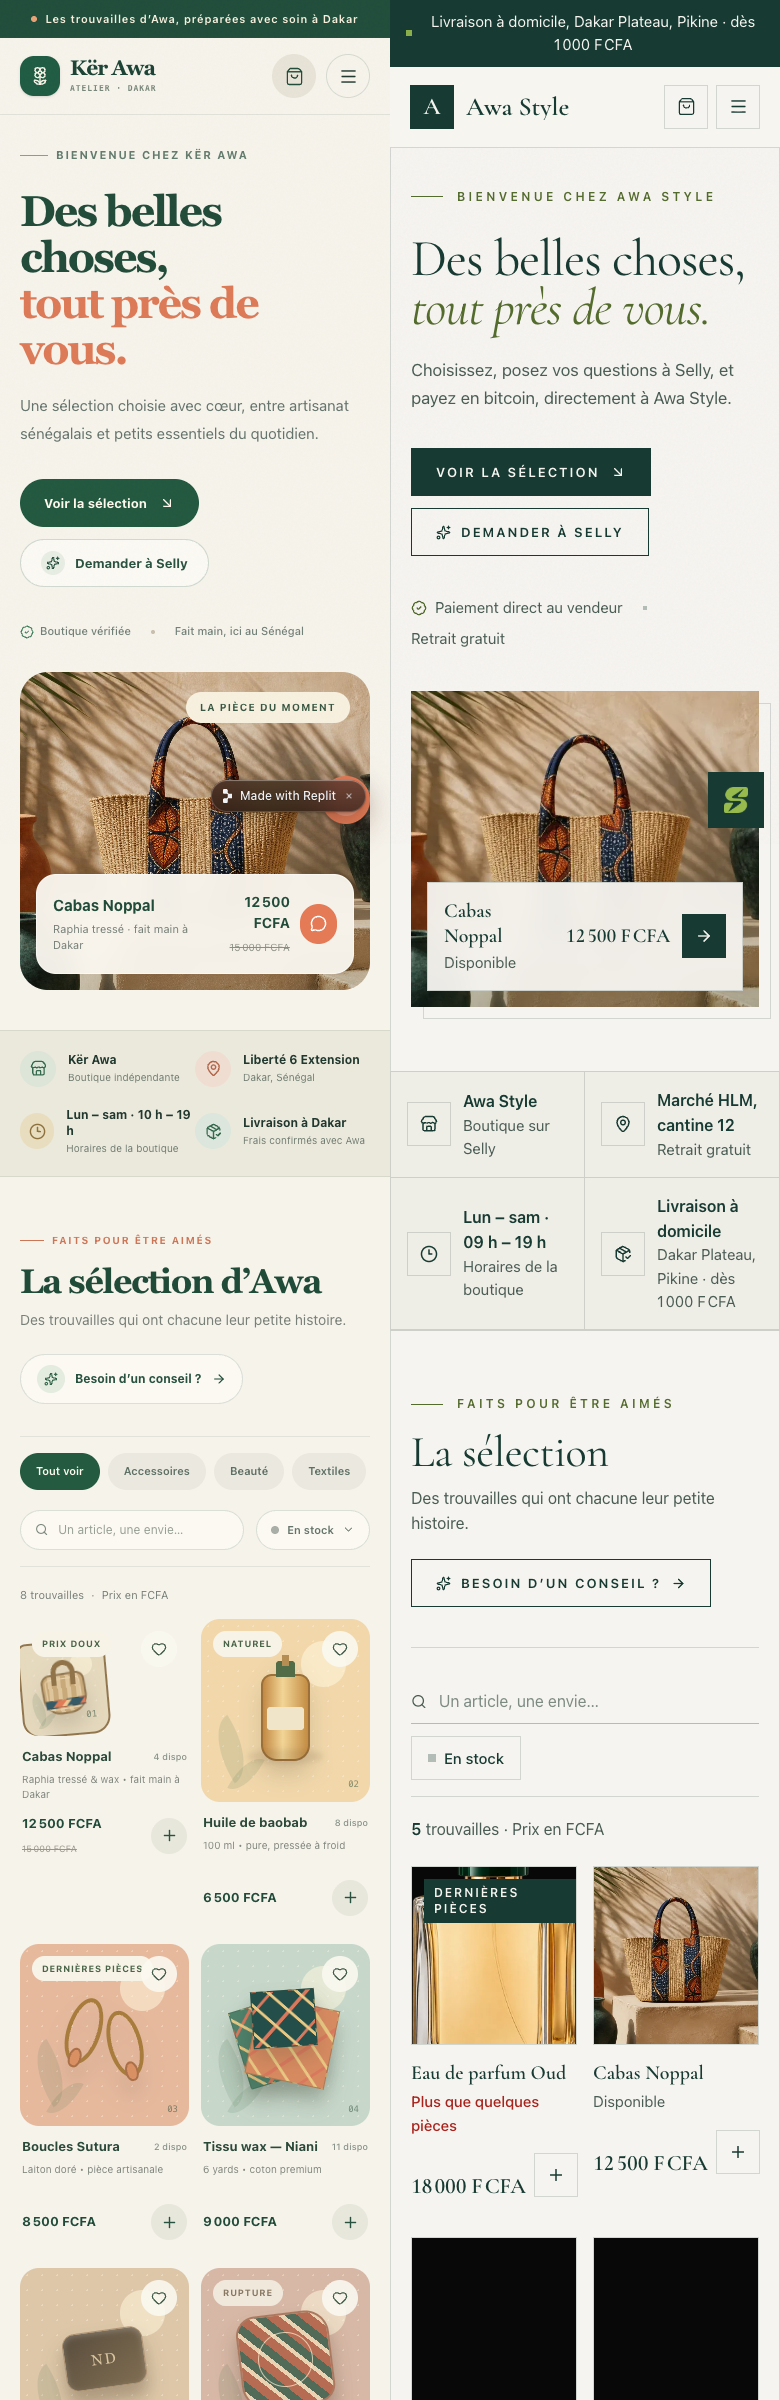 Les trouvailles d’Awa, préparées avec soin à Dakar
Kër Awa
ATELIER · DAKAR
BIENVENUE CHEZ KËR AWA
Des belles
choses,
tout près de
vous.
Une sélection choisie avec cœur, entre artisanat
sénégalais et petits essentiels du quotidien.
Voir la sélection
Demander à Selly
Boutique vérifiée
Fait main, ici au Sénégal
LA PIÈCE DU MOMENT
Made with Replit ×
Cabas Noppal
Raphia tressé · fait main à
Dakar
12 500
FCFA
15 000 FCFA
Kër Awa
Boutique indépendante
Liberté 6 Extension
Dakar, Sénégal
Lun – sam · 10 h – 19
h
Horaires de la boutique
Livraison à Dakar
Frais confirmés avec Awa
FAITS POUR ÊTRE AIMÉS
La sélection d’Awa
Des trouvailles qui ont chacune leur petite histoire.
Besoin d’un conseil ?
Tout voir
Accessoires
Beauté
Textiles
Un article, une envie...
En stock
8 trouvailles · Prix en FCFA
PRIX DOUX
01
Cabas Noppal
4 dispo
Raphia tressé & wax • fait main à
Dakar
12 500 FCFA
15 000 FCFA
NATUREL
02
Huile de baobab
8 dispo
100 ml • pure, pressée à froid
6 500 FCFA
DERNIÈRES PIÈCES
03
Boucles Sutura
2 dispo
Laiton doré • pièce artisanale
8 500 FCFA
04
Tissu wax — Niani
11 dispo
6 yards • coton premium
9 000 FCFA
ND
RUPTURE
Livraison à domicile, Dakar Plateau, Pikine · dès
1 000 FCFA
A
Awa Style
BIENVENUE CHEZ AWA STYLE
Des belles choses,
tout près de vous.
Choisissez, posez vos questions à Selly, et
payez en bitcoin, directement à Awa Style.
VOIR LA SÉLECTION
DEMANDER À SELLY
Paiement direct au vendeur
Retrait gratuit
S
Cabas
Noppal
Disponible
12 500 FCFA
Awa Style
Boutique sur
Selly
Marché HLM,
cantine 12
Retrait gratuit
Lun – sam ·
09 h – 19 h
Horaires de la
boutique
Livraison à
domicile
Dakar Plateau,
Pikine · dès
1 000 FCFA
FAITS POUR ÊTRE AIMÉS
La sélection
Des trouvailles qui ont chacune leur petite
histoire.
BESOIN D’UN CONSEIL ?
Un article, une envie...
En stock
5 trouvailles · Prix en FCFA
DERNIÈRES
PIÈCES
Eau de parfum Oud
Plus que quelques
pièces
18 000 FCFA
Cabas Noppal
Disponible
12 500 FCFA